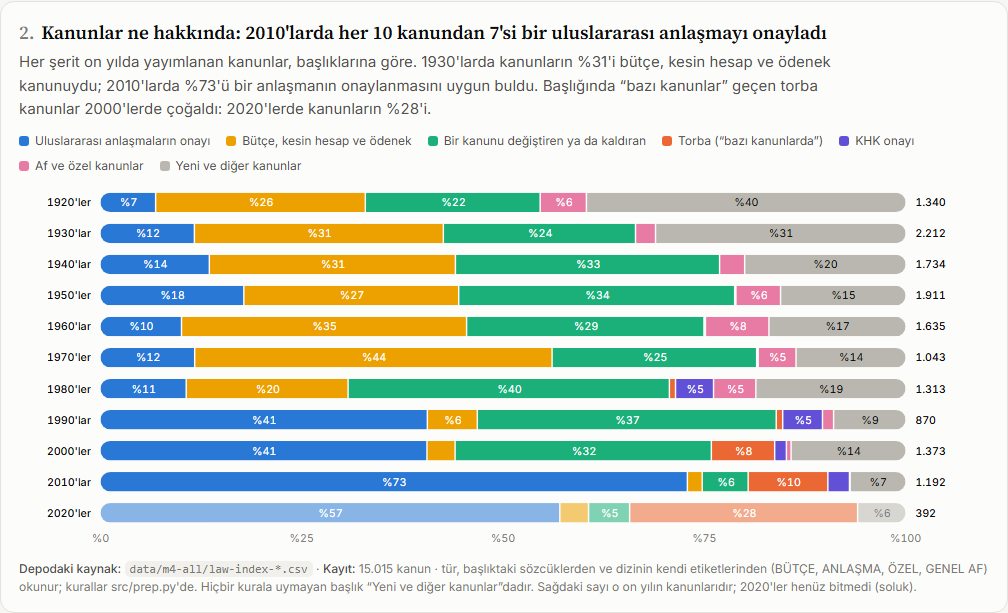 2. Kanunlar ne hakkında: 2010'larda her 10 kanundan 7'si bir uluslararası anlaşmayı onayladı
Her şerit on yılda yayımlanan kanunlar, başlıklarına göre. 1930'larda kanunların %31'i bütçe, kesin hesap ve ödenek
kanunuydu; 2010'larda %73'ü bir anlaşmanın onaylanmasını uygun buldu. Başlığında “bazı kanunlar” geçen torba
kanunlar 2000'lerde çoğaldı: 2020'lerde kanunların %28'i.
Uluslararası anlaşmaların onayı Bütçe, kesin hesap ve ödenek Bir kanunu değiştiren ya da kaldıran Torba (“bazı kanunlarda”) KHK onayı
Af ve özel kanunlar Yeni ve diğer kanunlar
1920'ler %7 %26 %22 %6 %40 1.340
1930'lar %12 %31 %24 %31 2.212
1940'lar %14 %31 %33 %20 1.734
1950'ler %18 %27 %34 %6 %15 1.911
1960'lar %10 %35 %29 %8 %17 1.635
1970'ler %12 %44 %25 %5 %14 1.043
1980'ler %11 %20 %40 %5 %5 %19 1.313
1990'lar %41 %6 %37 %5 %9 870
2000'ler %41 %32 %8 %14 1.373
2010'lar %73 %6 %10 %7 1.192
2020'ler %57 %5 %28 %6 392
%0 %25 %50 %75 %100
Depodaki kaynak: data/m4-all/law-index-*.csv · Kayıt: 15.015 kanun · tür, başlıktaki sözcüklerden ve dizinin kendi etiketlerinden (BÜTÇE, ANLAŞMA, ÖZEL, GENEL AF)
okunur; kurallar src/prep.py'de. Hiçbir kurala uymayan başlık “Yeni ve diğer kanunlar”dadır. Sağdaki sayı o on yılın kanunlarıdır; 2020'ler henüz bitmedi (soluk).